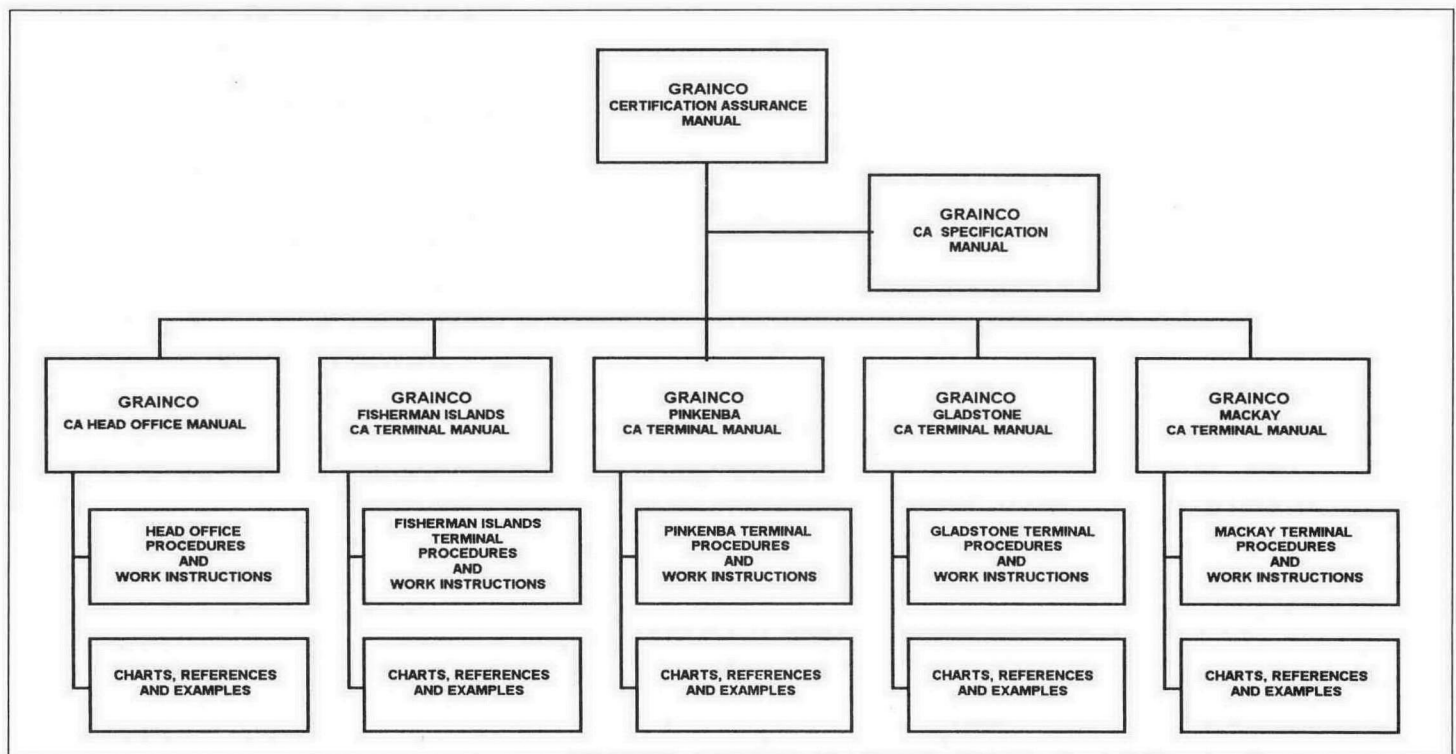 GRAINCO
CERTIFICATION ASSURANCE
MANUAL
GRAINCO
CA SPECIFICATION
MANUAL
GRAINCO
CA HEAD OFFICE MANUAL
GRAINCO
FISHERMAN ISLANDS
CA TERMINAL MANUAL
GRAINCO
PINKENBA
CA TERMINAL MANUAL
GRAINCO
GLADSTONE
CA TERMINAL MANUAL
GRAINCO
MACKAY
CA TERMINAL MANUAL
HEAD OFFICE
PROCEDURES
AND
WORK INSTRUCTIONS
FISHERMAN ISLANDS
TERMINAL
PROCEDURES
AND
WORK INSTRUCTIONS
PINKENBA TERMINAL
PROCEDURES
AND
WORK INSTRUCTIONS
GLADSTONE TERMINAL
PROCEDURES
AND
WORK INSTRUCTIONS
MACKAY TERMINAL
PROCEDURES
AND
WORK INSTRUCTIONS
CHARTS, REFERENCES
AND EXAMPLES
CHARTS, REFERENCES
AND EXAMPLES
CHARTS, REFERENCES
AND EXAMPLES
CHARTS, REFERENCES
AND EXAMPLES
CHARTS, REFERENCES
AND EXAMPLES